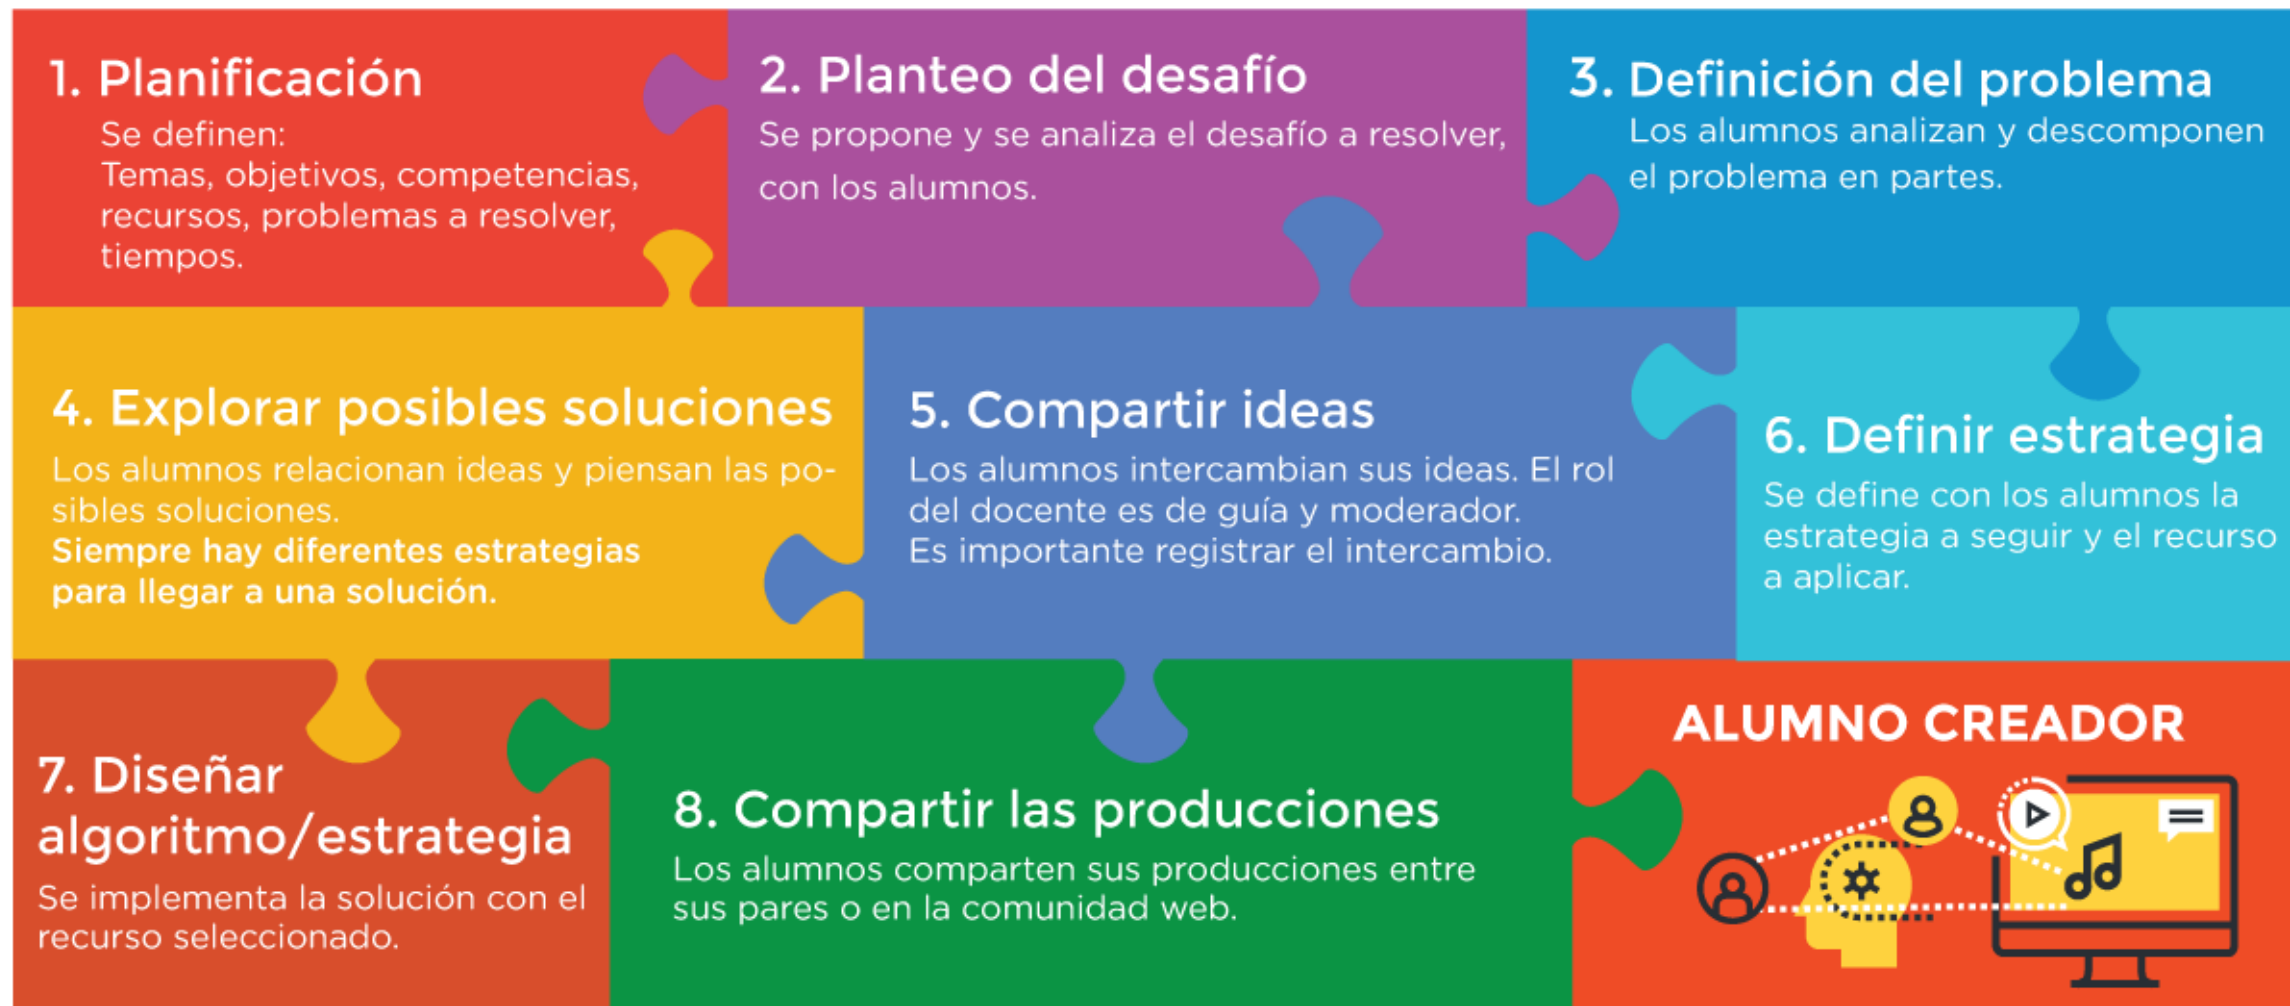 1. Planificación
Se definen:
Temas, objetivos, competencias,
recursos, problemas a resolver,
tiempos.
2. Planteo del desafío
Se propone y se analiza el desafío a resolver,
con los alumnos.
3. Definición del problema
Los alumnos analizan y descomponen
el problema en partes.
4. Explorar posibles soluciones
Los alumnos relacionan ideas y piensan las po-
sibles soluciones.
Siempre hay diferentes estrategias
para llegar a una solución.
5. Compartir ideas
Los alumnos intercambian sus ideas. El rol
del docente es de guía y moderador.
Es importante registrar el intercambio.
6. Definir estrategia
Se define con los alumnos la
estrategia a seguir y el recurso
a aplicar.
7. Diseñar
algoritmo/estrategia
Se implementa la solución con el
recurso seleccionado.
8. Compartir las producciones
Los alumnos comparten sus producciones entre
sus pares o en la comunidad web.
ALUMNO CREADOR